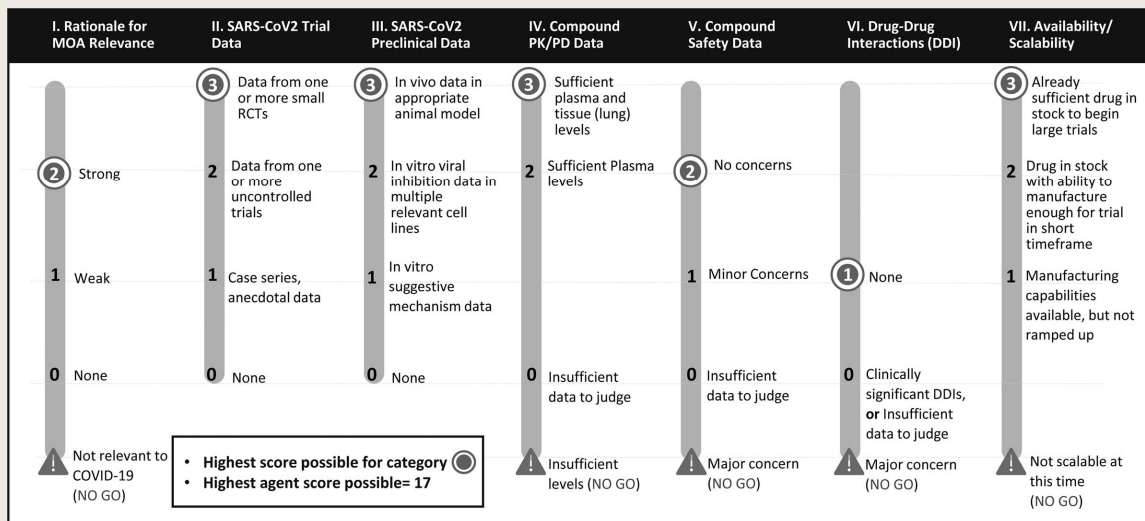 I. Rationale for
MOA Relevance
II. SARS-CoV2 Trial
Data
III. SARS-CoV2
Preclinical Data
IV. Compound
PK/PD Data
V. Compound
Safety Data
VI. Drug-Drug
Interactions (DDI)
VII. Availability/
Scalability
2 Strong
1 Weak
0 None
! Not relevant to
COVID-19
(NO GO)
3 Data from one
or more small
RCTs
2 Data from one
or more
uncontrolled
trials
1 Case series,
anecdotal data
0 None
3 In vivo data in
appropriate
animal model
2 In vitro viral
inhibition data in
multiple
relevant cell
lines
1 In vitro
suggestive
mechanism data
0 None
3 Sufficient
plasma and
tissue (lung)
levels
2 Sufficient Plasma
levels
0 Insufficient
data to judge
! Insufficient
levels (NO GO)
2 No concerns
1 Minor Concerns
0 Insufficient
data to judge
! Major concern
(NO GO)
1 None
0 Clinically
significant DDIs,
or Insufficient
data to judge
! Major concern
(NO GO)
3 Already
sufficient drug in
stock to begin
large trials
2 Drug in stock
with ability to
manufacture
enough for trial
in short
timeframe
1 Manufacturing
capabilities
available, but not
ramped up
! Not scalable at
this time
(NO GO)
• Highest score possible for category
• Highest agent score possible= 17